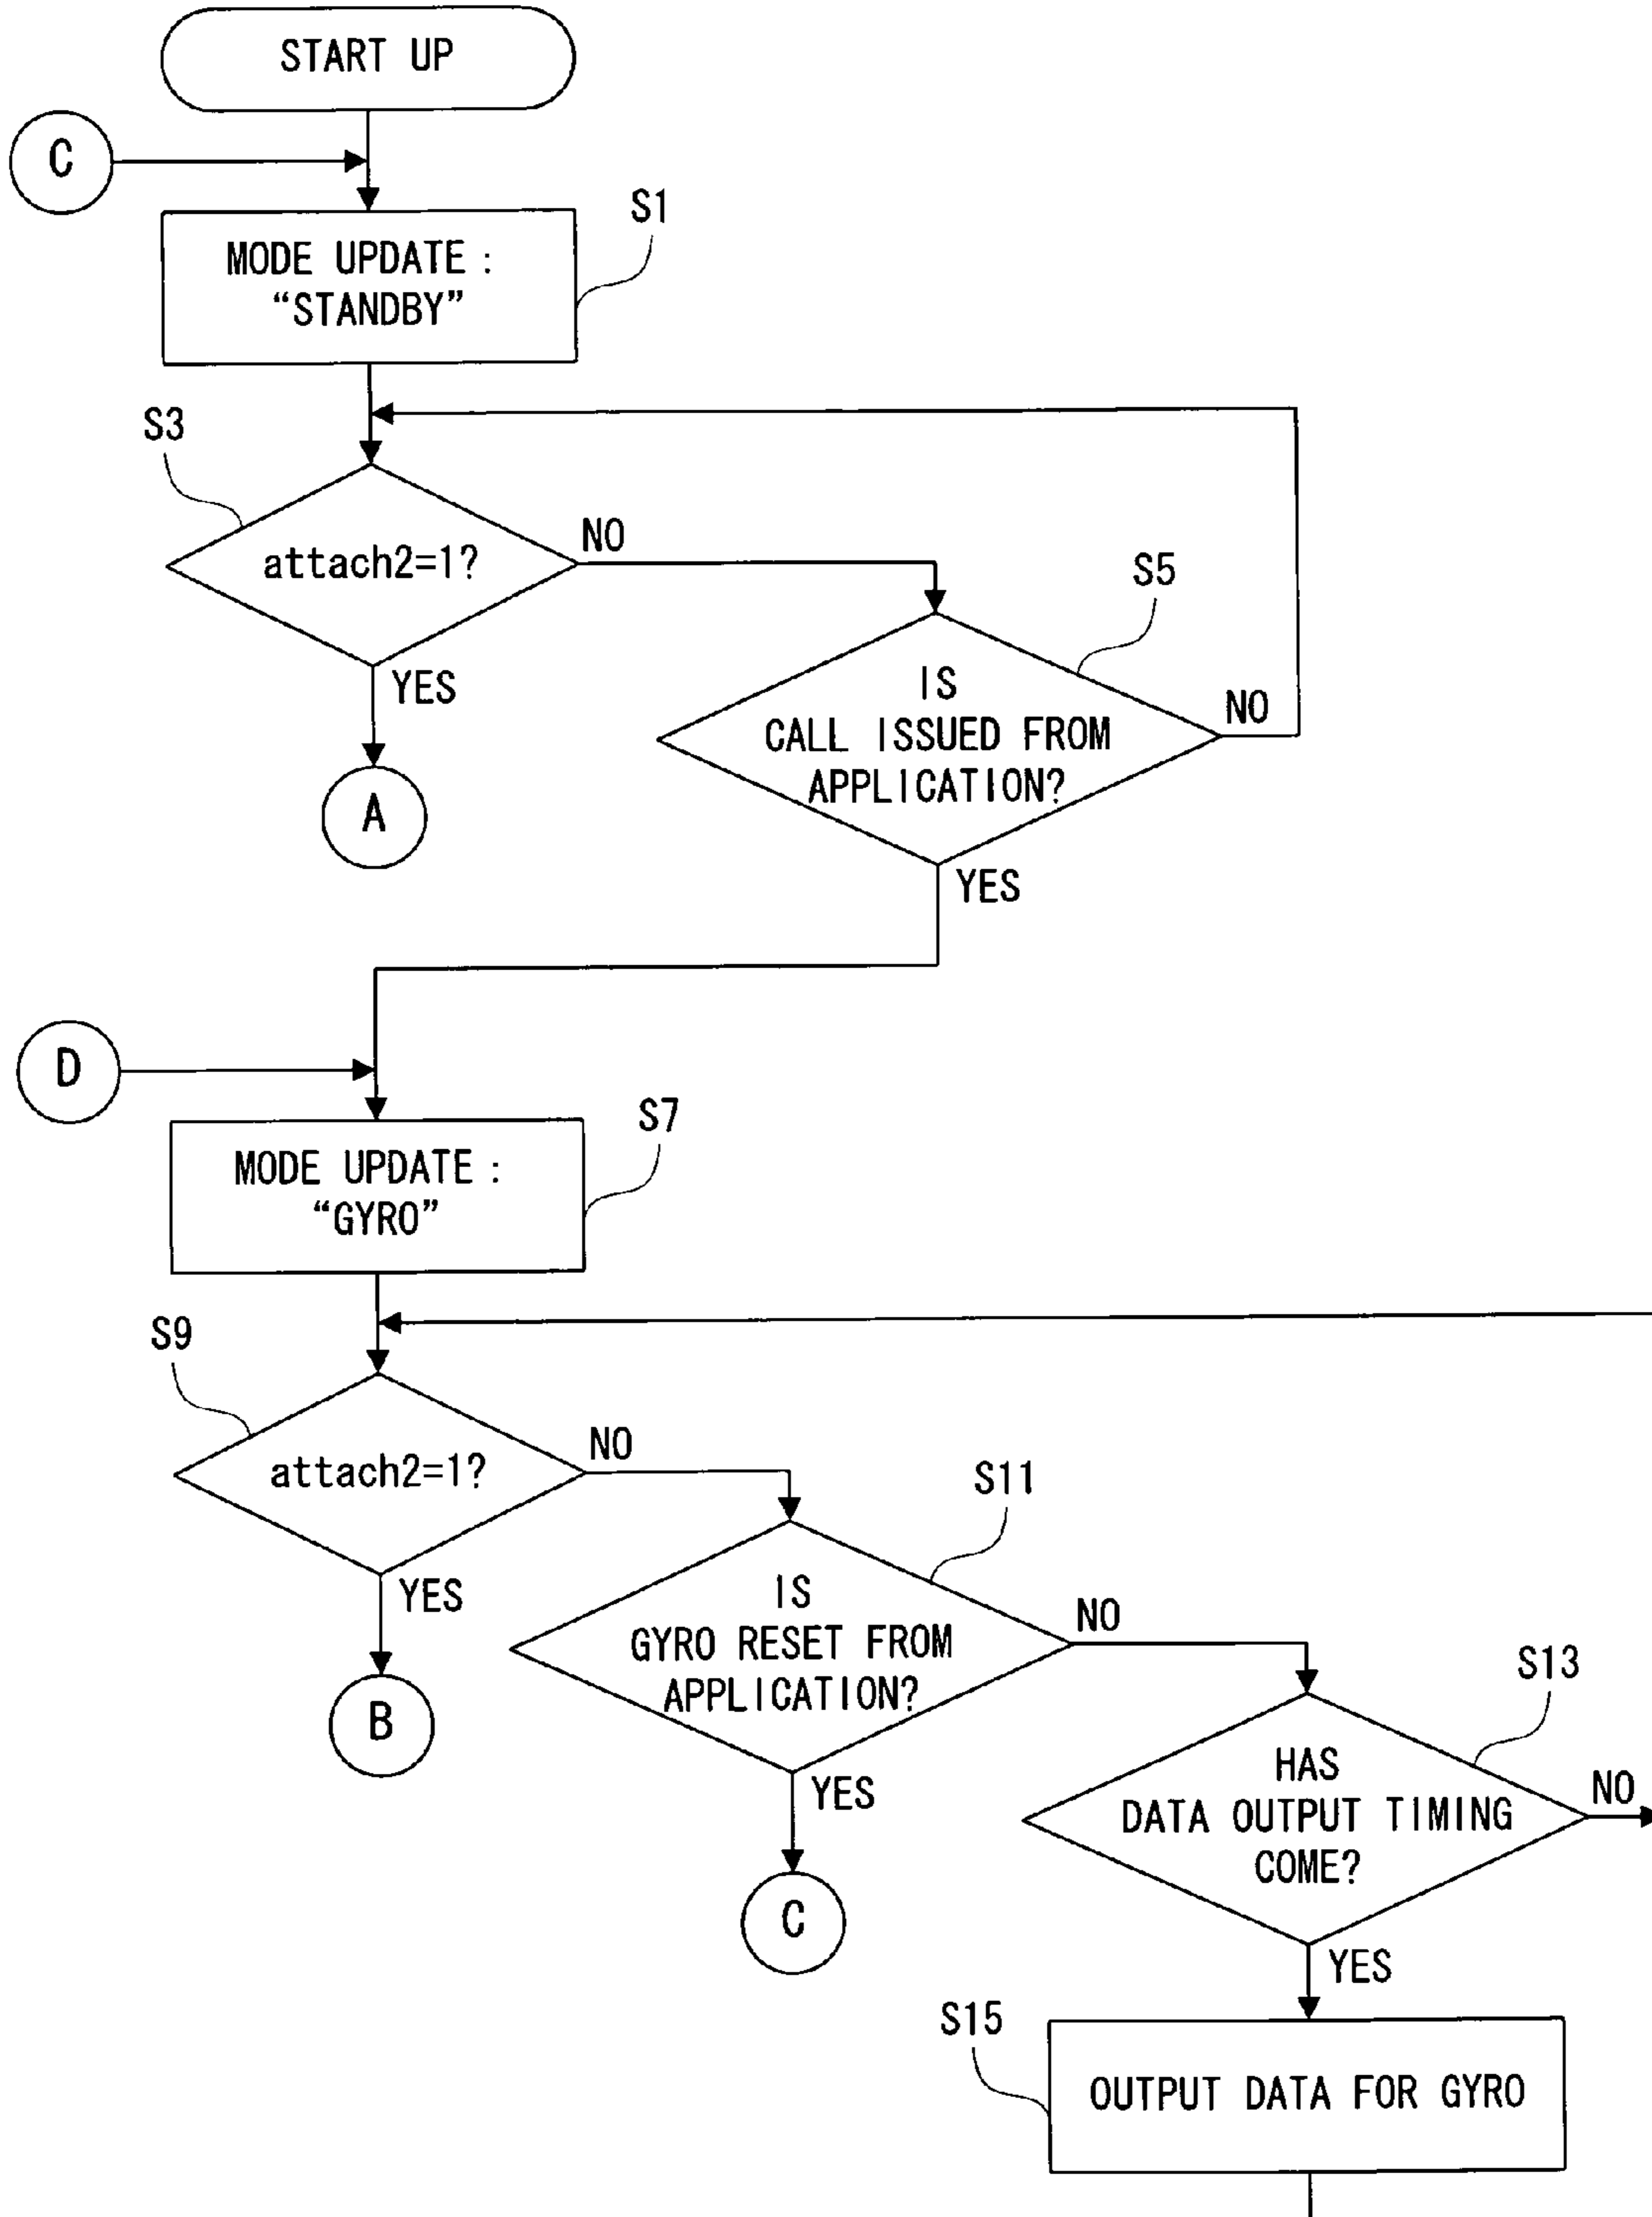 START UP
C
S1
MODE UPDATE :
“STANDBY”
S3
attach2=1?
NO
S5
YES
IS
CALL ISSUED FROM
APPLICATION?
NO
A
YES
D
S7
MODE UPDATE :
“GYRO”
S9
attach2=1?
NO
S11
YES
IS
GYRO RESET FROM
APPLICATION?
NO
S13
B
YES
HAS
DATA OUTPUT TIMING
COME?
NO
C
YES
S15
OUTPUT DATA FOR GYRO